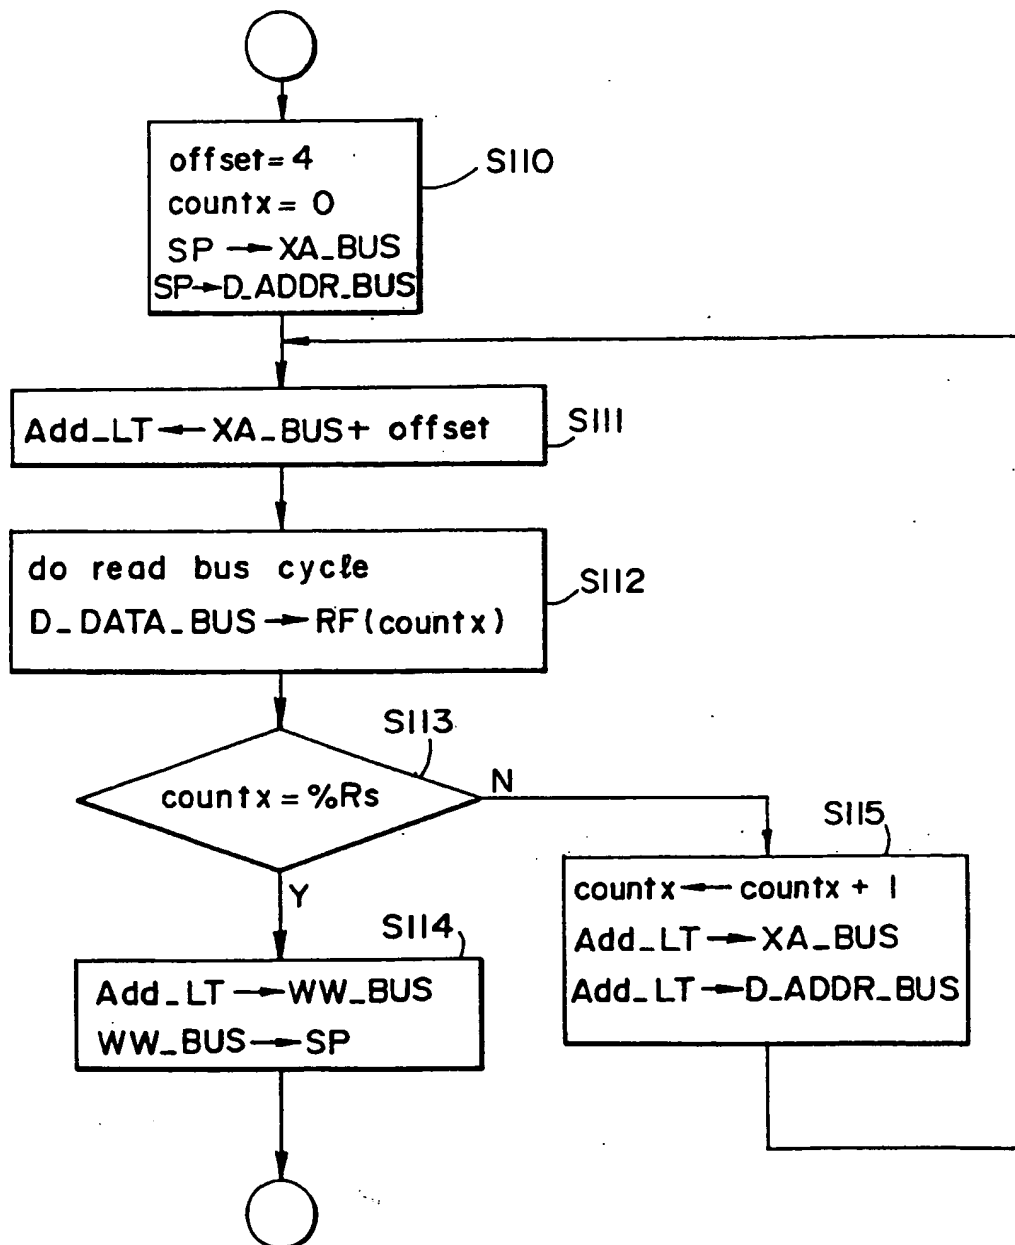 offset=4
countx=0
SP→XA_BUS
SP→D_ADDR_BUS
S110
Add_LT←XA_BUS+ offset
S111
do read bus cycle
D_DATA_BUS→RF(countx)
S112
S113
countx=%Rs
N
Y
S115
countx←countx+1
Add_LT→XA_BUS
Add_LT→D_ADDR_BUS
S114
Add_LT→WW_BUS
WW_BUS→SP